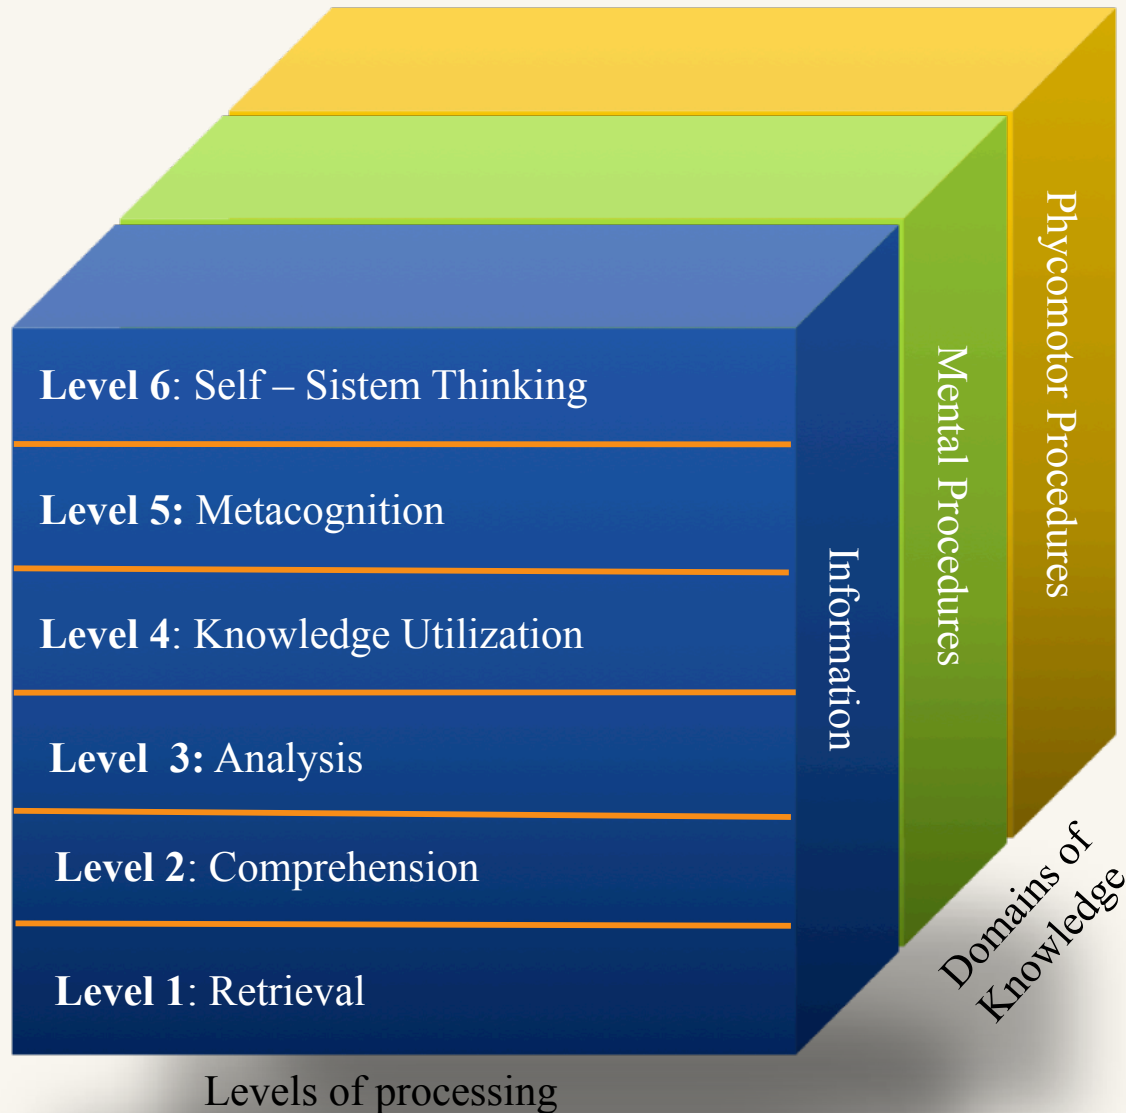 Level 6: Self – Sistem Thinking
Level 5: Metacognition
Level 4: Knowledge Utilization
Level  3: Analysis
Level 2: Comprehension
Level 1: Retrieval
Information
Mental Procedures
Phycomotor Procedures
Domains of
Knowledge
Levels of processing